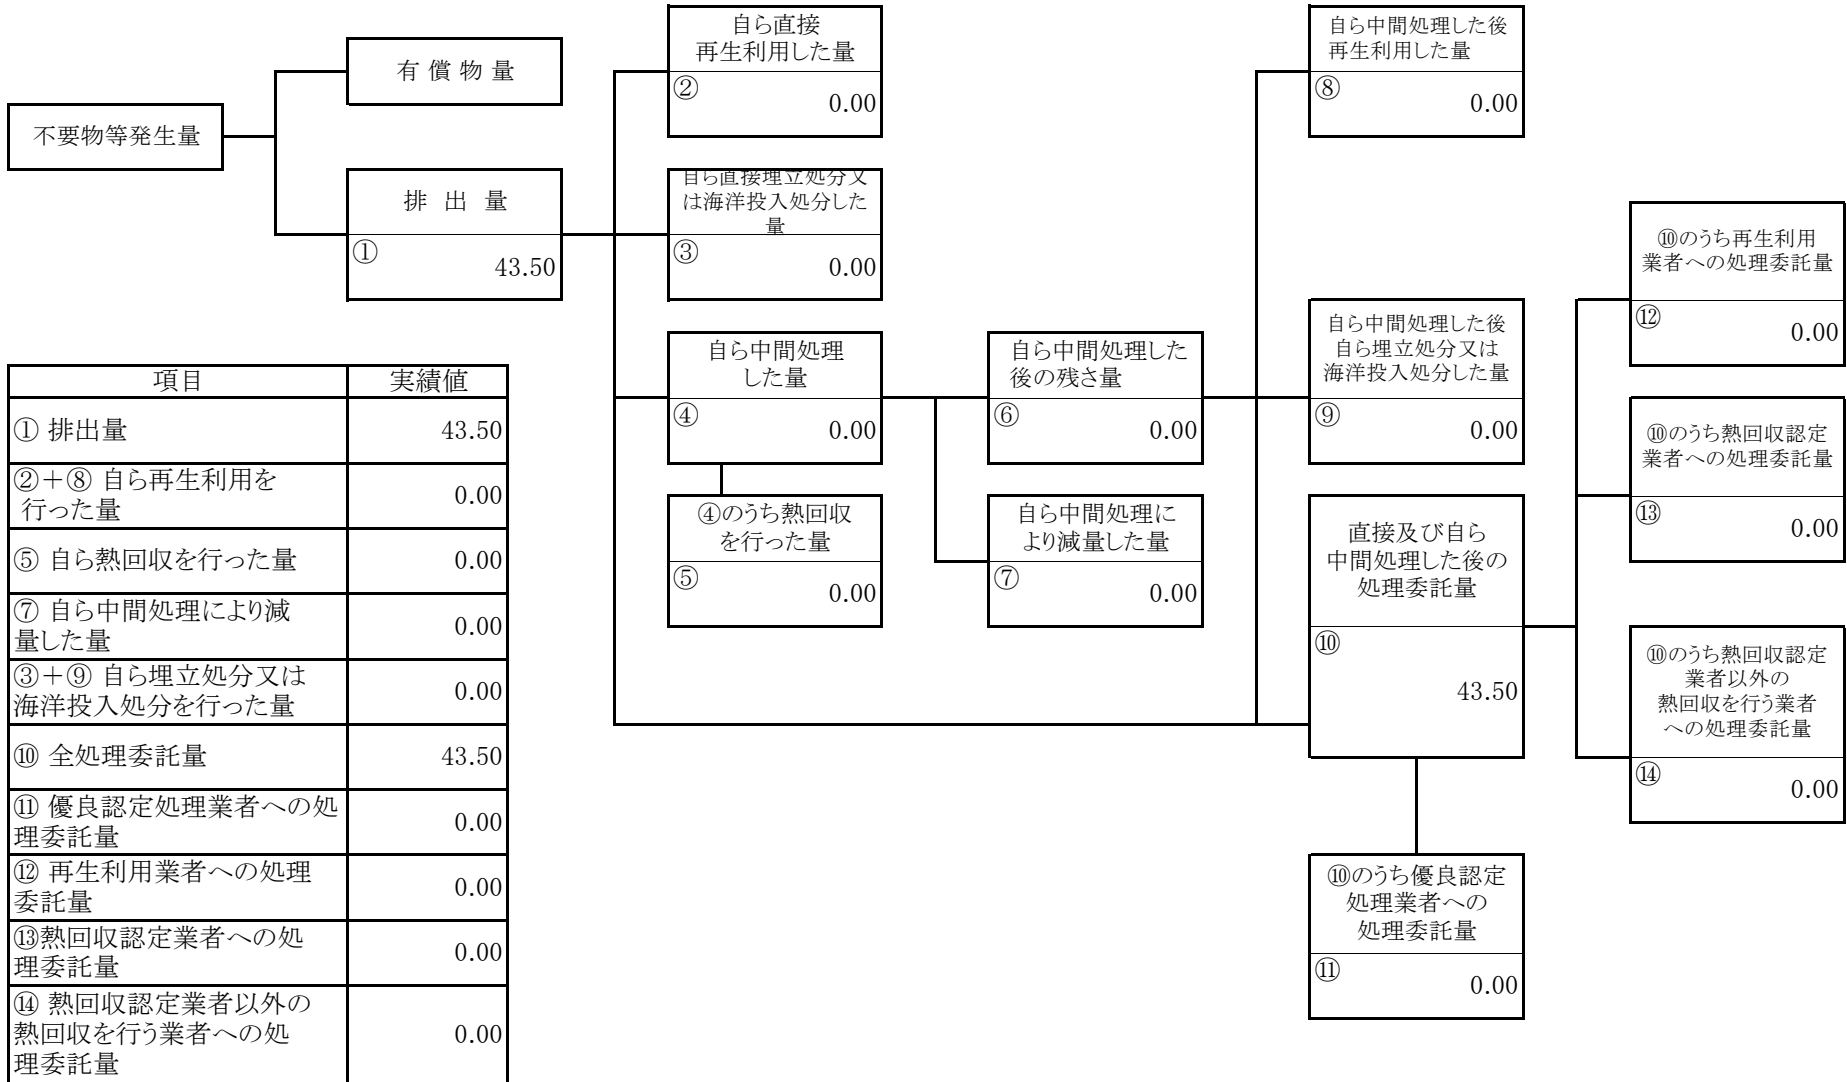 不要物等発生量
有 償 物 量
排 出 量
①
43.50
自ら直接
再生利用した量
②
0.00
自ら直接埋立処分又
は海洋投入処分した
量
③
0.00
自ら中間処理
した量
④
0.00
④のうち熱回収
を行った量
⑤
0.00
自ら中間処理した
後の残さ量
⑥
0.00
自ら中間処理に
より減量した量
⑦
0.00
自ら中間処理した後
再生利用した量
⑧
0.00
自ら中間処理した後
自ら埋立処分又は
海洋投入処分した量
⑨
0.00
直接及び自ら
中間処理した後の
処理委託量
⑩
43.50
⑩のうち優良認定
処理業者への
処理委託量
⑪
0.00
⑩のうち再生利用
業者への処理委託量
⑫
0.00
⑩のうち熱回収認定
業者への処理委託量
⑬
0.00
⑩のうち熱回収認定
業者以外の
熱回収を行う業者
への処理委託量
⑭
0.00
項目 実績値
① 排出量 43.50
②+⑧ 自ら再生利用を
行った量 0.00
⑤ 自ら熱回収を行った量 0.00
⑦ 自ら中間処理により減
量した量 0.00
③+⑨ 自ら埋立処分又は
海洋投入処分を行った量 0.00
⑩ 全処理委託量 43.50
⑪ 優良認定処理業者への処
理委託量 0.00
⑫ 再生利用業者への処理
委託量 0.00
⑬熱回収認定業者への処
理委託量 0.00
⑭ 熱回収認定業者以外の
熱回収を行う業者への処
理委託量 0.00